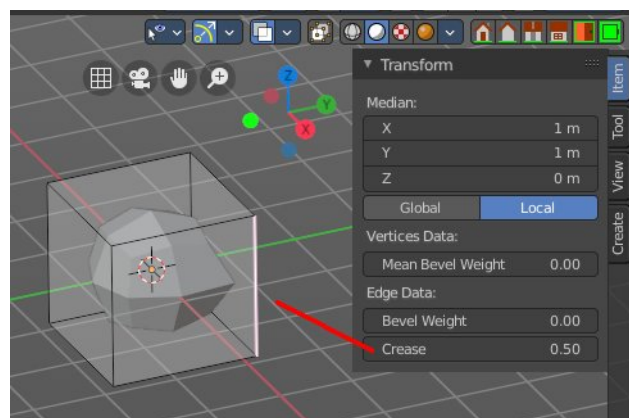 Transform
Median:
X 1 m
Y 1 m
Z 0 m
Global Local
Vertices Data:
Mean Bevel Weight 0.00
Edge Data:
Bevel Weight 0.00
Crease 0.50
Item
Tool
View
Create
Z
Y
X